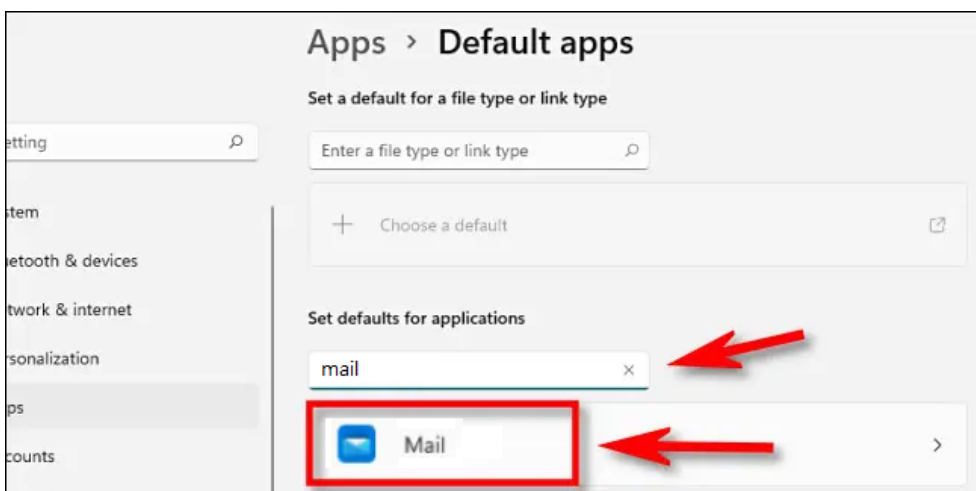 Apps > Default apps
Set a default for a file type or link type
etting
Enter a file type or link type
stem
Choose a default
etooth & devices
twork & internet
Set defaults for applications
rsonalization
mail
ps
Mail
counts